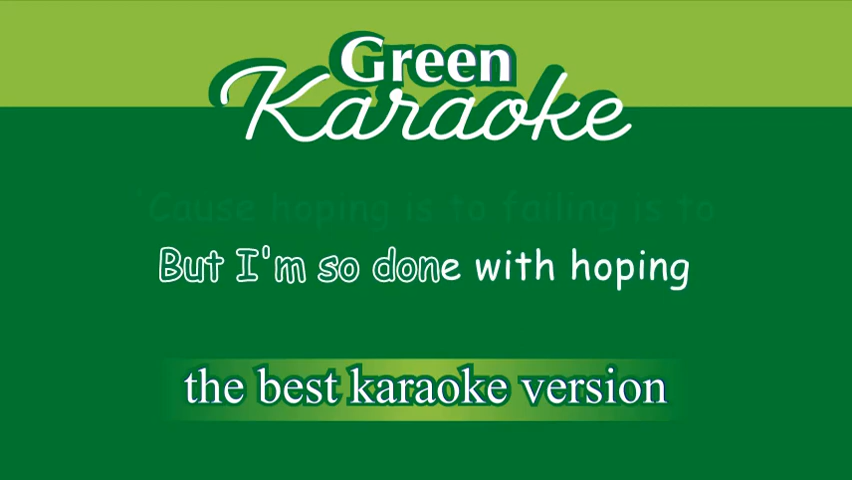 Green
Karaoke
'Cause hoping is to failing is to
But I'm so done with hoping
the best karaoke version